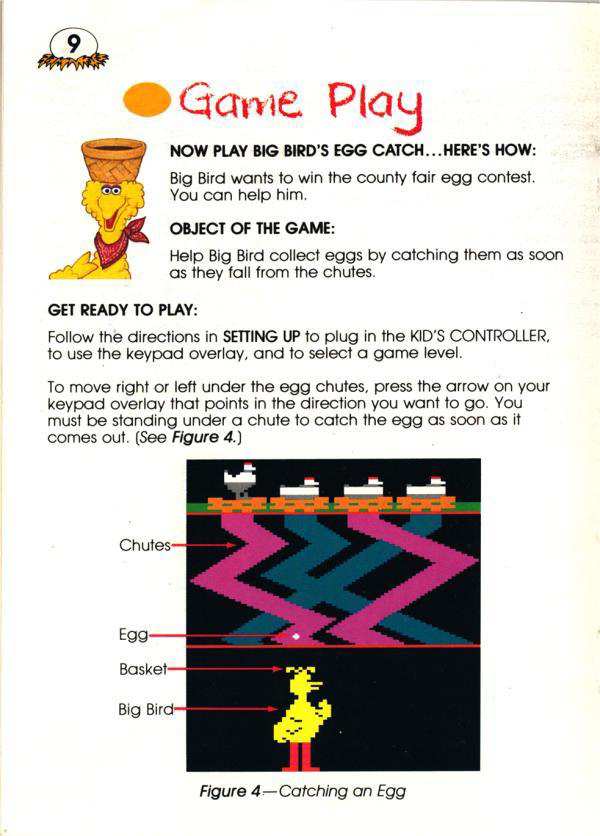 9
Game Play
NOW PLAY BIG BIRD'S EGG CATCH...HERE'S HOW:
Big Bird wants to win the county fair egg contest.
You can help him.
OBJECT OF THE GAME:
Help Big Bird collect eggs by catching them as soon
as they fall from the chutes.
GET READY TO PLAY:
Follow the directions in SETTING UP to plug in the KID'S CONTROLLER,
to use the keypad overlay, and to select a game level.
To move right or left under the egg chutes, press the arrow on your
keypad overlay that points in the direction you want to go. You
must be standing under a chute to catch the egg as soon as it
comes out. (See Figure 4.)
Chutes
Egg
Basket
Big Bird
Figure 4—Catching an Egg